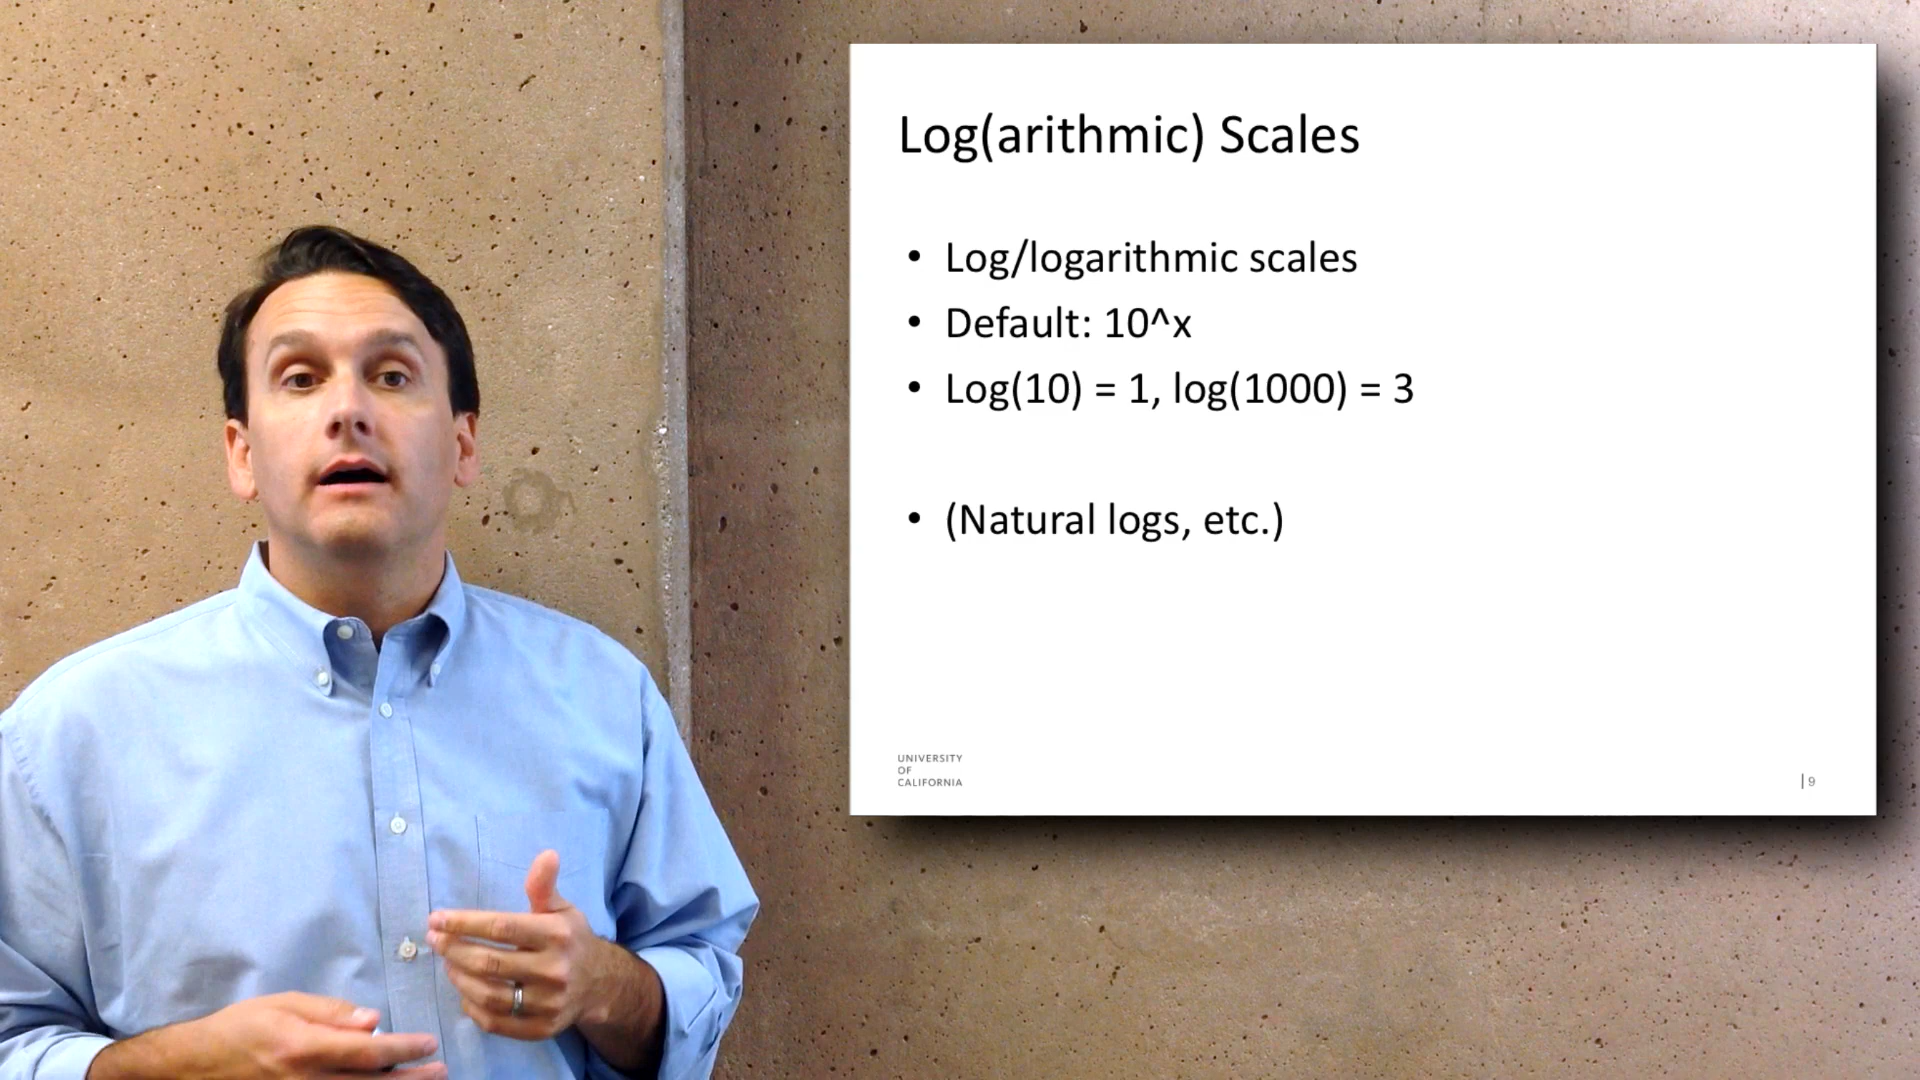 Log(arithmic) Scales
• Log/logarithmic scales
• Default: 10^x
• Log(10) = 1, log(1000) = 3
• (Natural logs, etc.)
UNIVERSITY
OF
CALIFORNIA
| 9